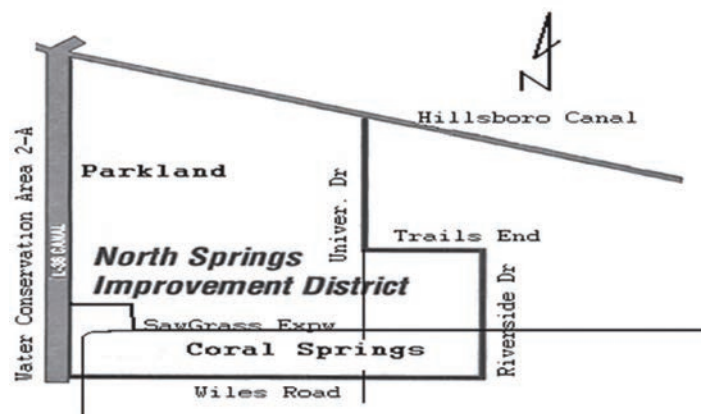 N
Hillsboro Canal
Water Conservation Area 2-A
Parkland
Univer. Dr
L-36 CANAL
Trails End
North Springs
Improvement District
Riverside Dr
SawGrass Expw
Coral Springs
Wiles Road